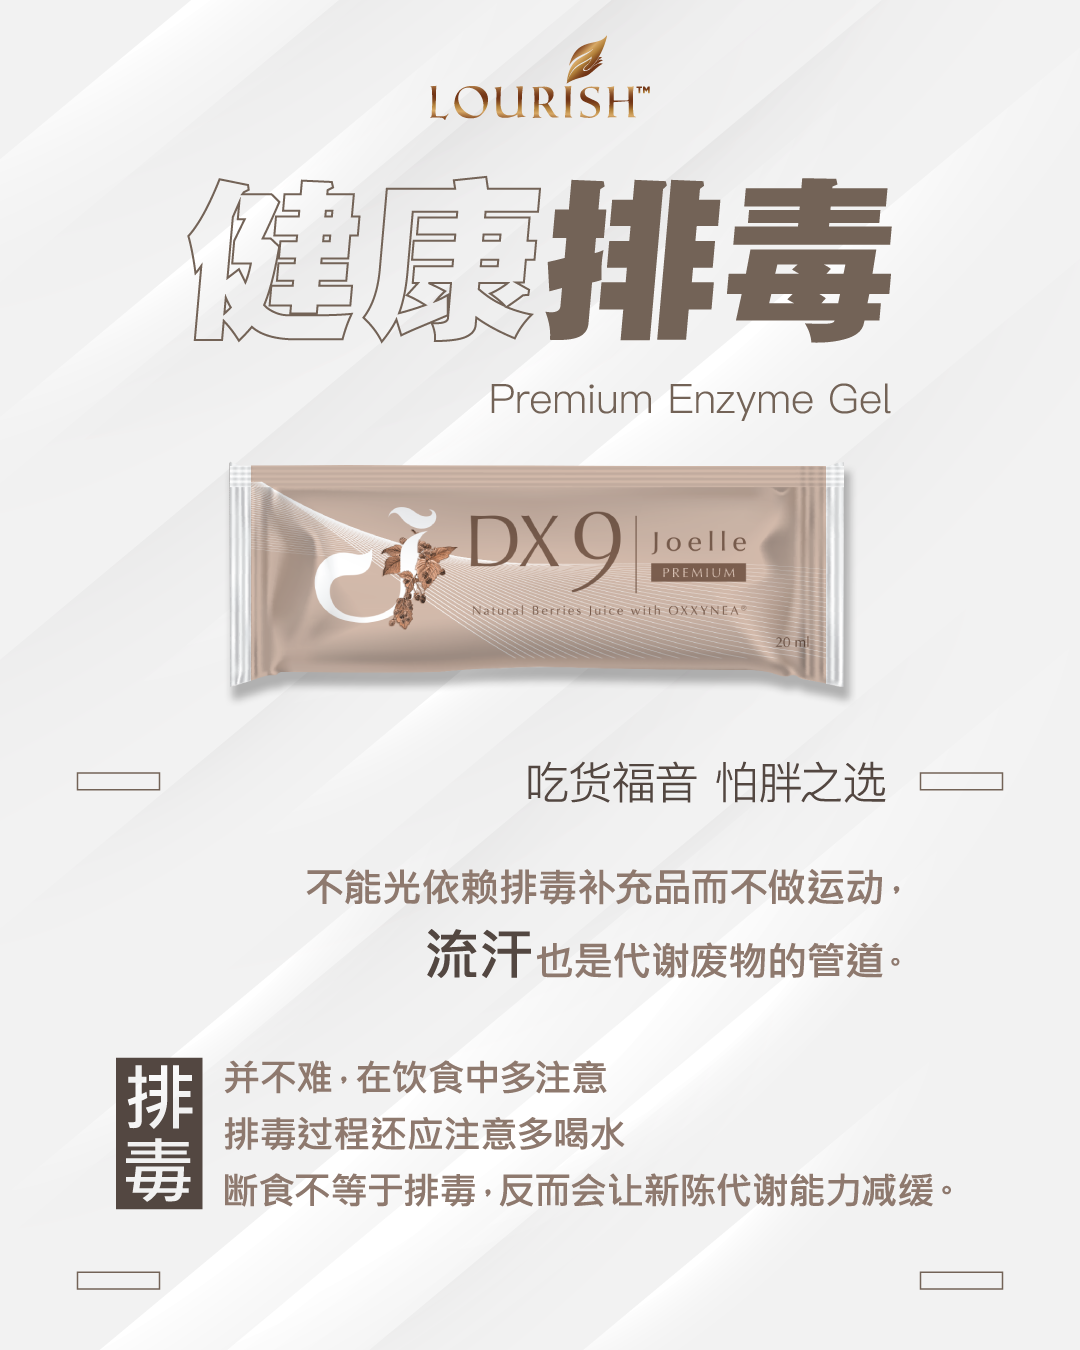 LOURISH™
健康排毒
Premium Enzyme Gel
DX9
Joelle
PREMIUM
Natural Berries Juice with OXXYNEA®
20 ml
吃货福音 怕胖之选
不能光依赖排毒补充品而不做运动，
流汗也是代谢废物的管道。
排毒
并不难，在饮食中多注意
排毒过程还应注意多喝水
断食不等于排毒，反而会让新陈代谢能力减缓。